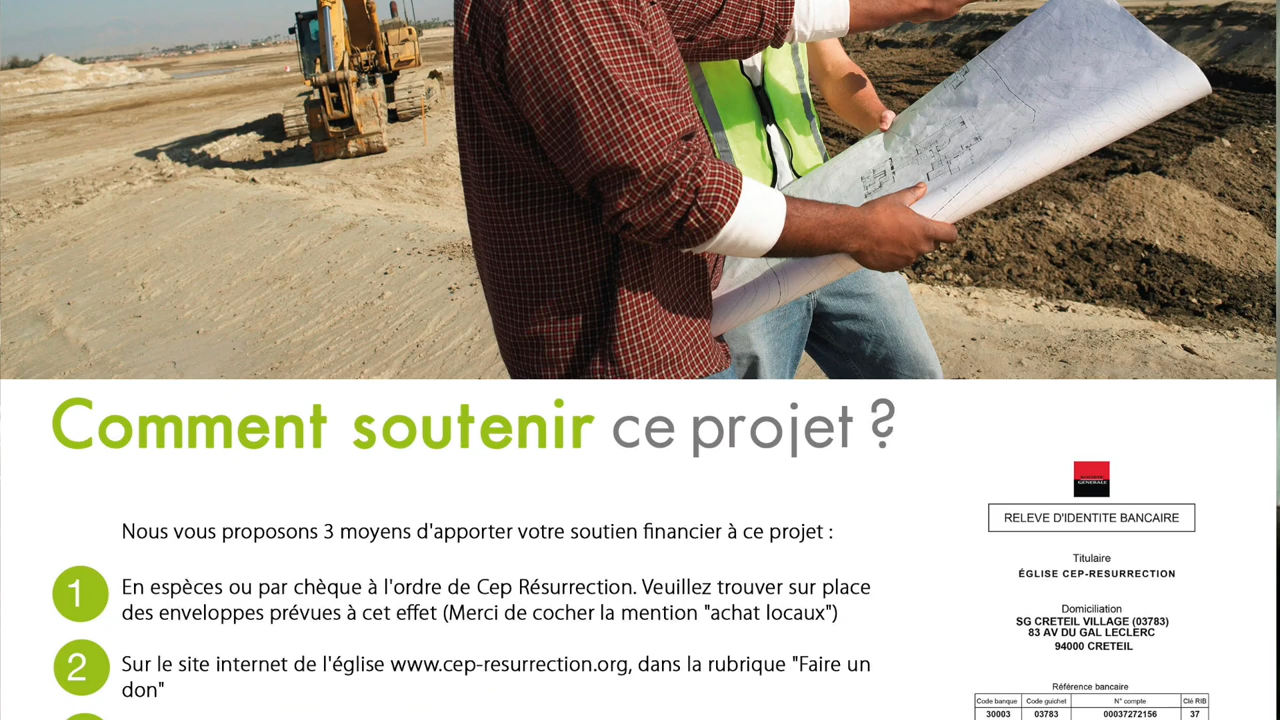 Comment soutenir ce projet ?
Nous vous proposons 3 moyens d'apporter votre soutien financier à ce projet :
1
En espèces ou par chèque à l'ordre de Cep Résurrection. Veuillez trouver sur place
des enveloppes prévues à cet effet (Merci de cocher la mention "achat locaux")
2
Sur le site internet de l'église www.cep-resurrection.org, dans la rubrique "Faire un
don"
GENERALE
RELEVE D'IDENTITE BANCAIRE
Titulaire
ÉGLISE CEP-RESURRECTION
Domiciliation
SG CRETEIL VILLAGE (03783)
83 AV DU GAL LECLERC
94000 CRETEIL
Référence bancaire
Code banque Code guichet N° compte Clé RIB
30003 03783 00037272156 37